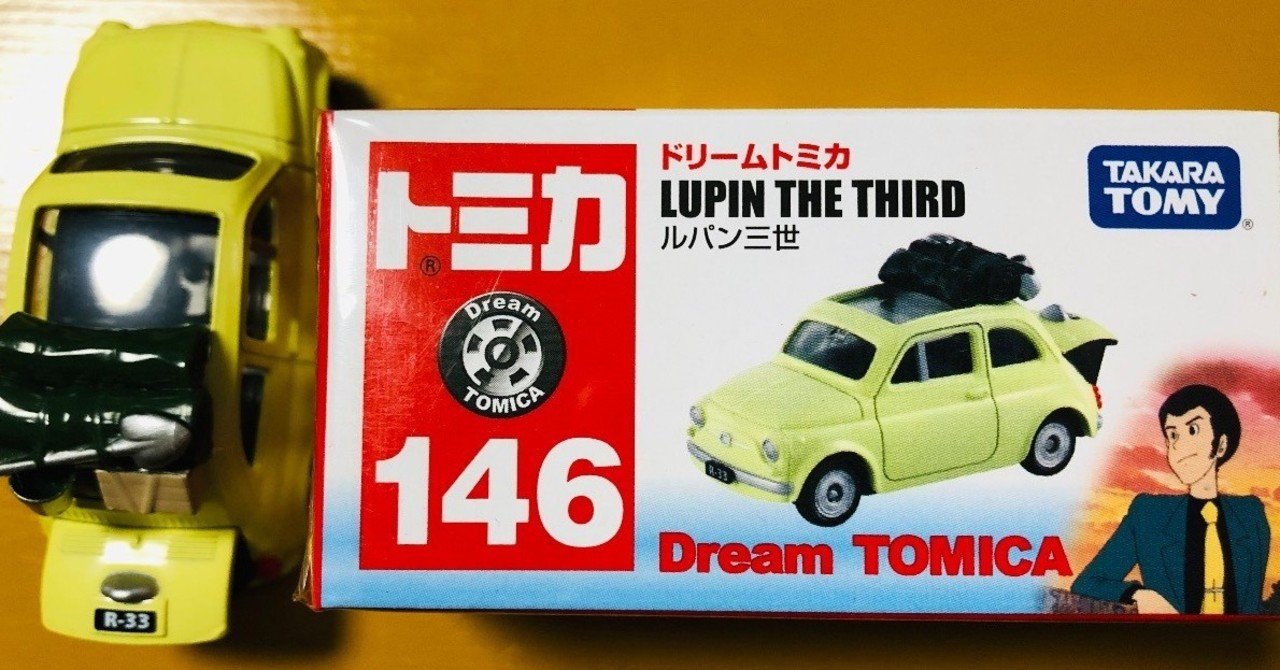 トミカ
®
Dream
TOMICA
146
ドリームトミカ
LUPIN THE THIRD
ルパン三世
TAKARA
TOMY
®
R-33
Dream TOMICA
R-33